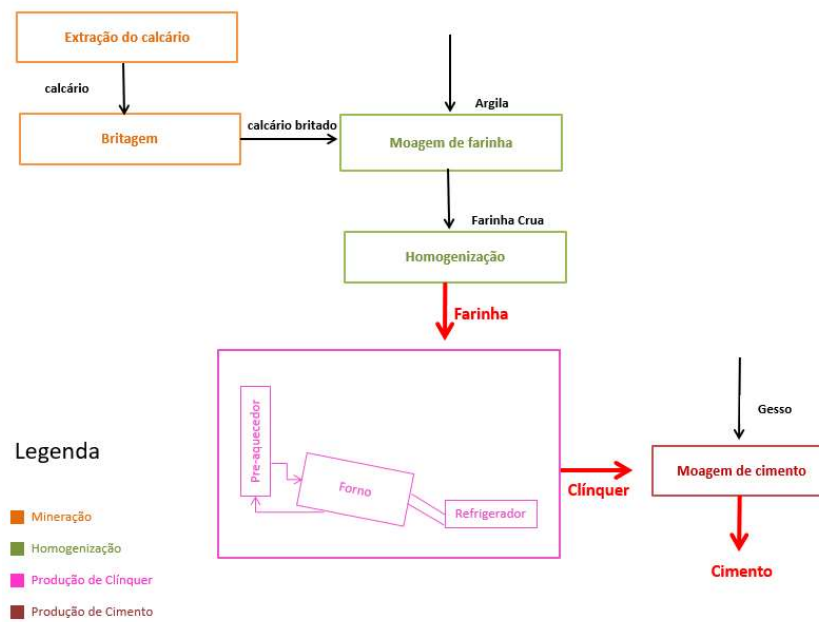 Extração do calcário
calcário
Britagem
calcário britado
Argila
Moagem de farinha
Farinha Crua
Homogenização
Farinha
Pre-aquecedor
Forno
Refrigerador
Clínquer
Gesso
Moagem de cimento
Cimento
Legenda
Mineração
Homogenização
Produção de Clínquer
Produção de Cimento